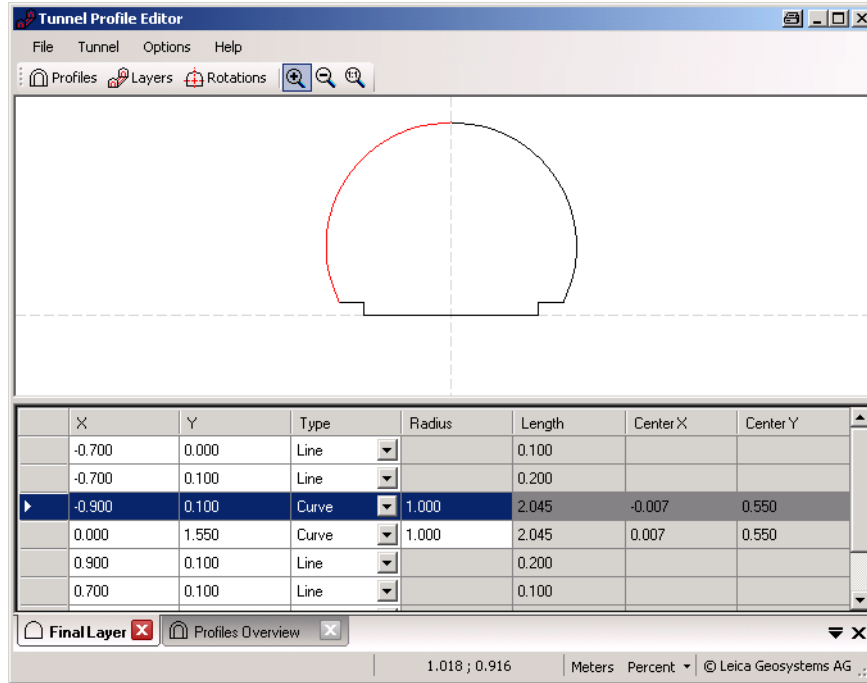 Tunnel Profile Editor
File Tunnel Options Help
Profiles Layers Rotations 1:1
X Y Type Radius Length Center X Center Y
-0.700 0.000 Line 0.100
-0.700 0.100 Line 0.200
-0.900 0.100 Curve 1.000 2.045 -0.007 0.550
0.000 1.550 Curve 1.000 2.045 0.007 0.550
0.900 0.100 Line 0.200
0.700 0.100 Line 0.100
Final Layer Profiles Overview
1.018 ; 0.916 Meters Percent © Leica Geosystems AG